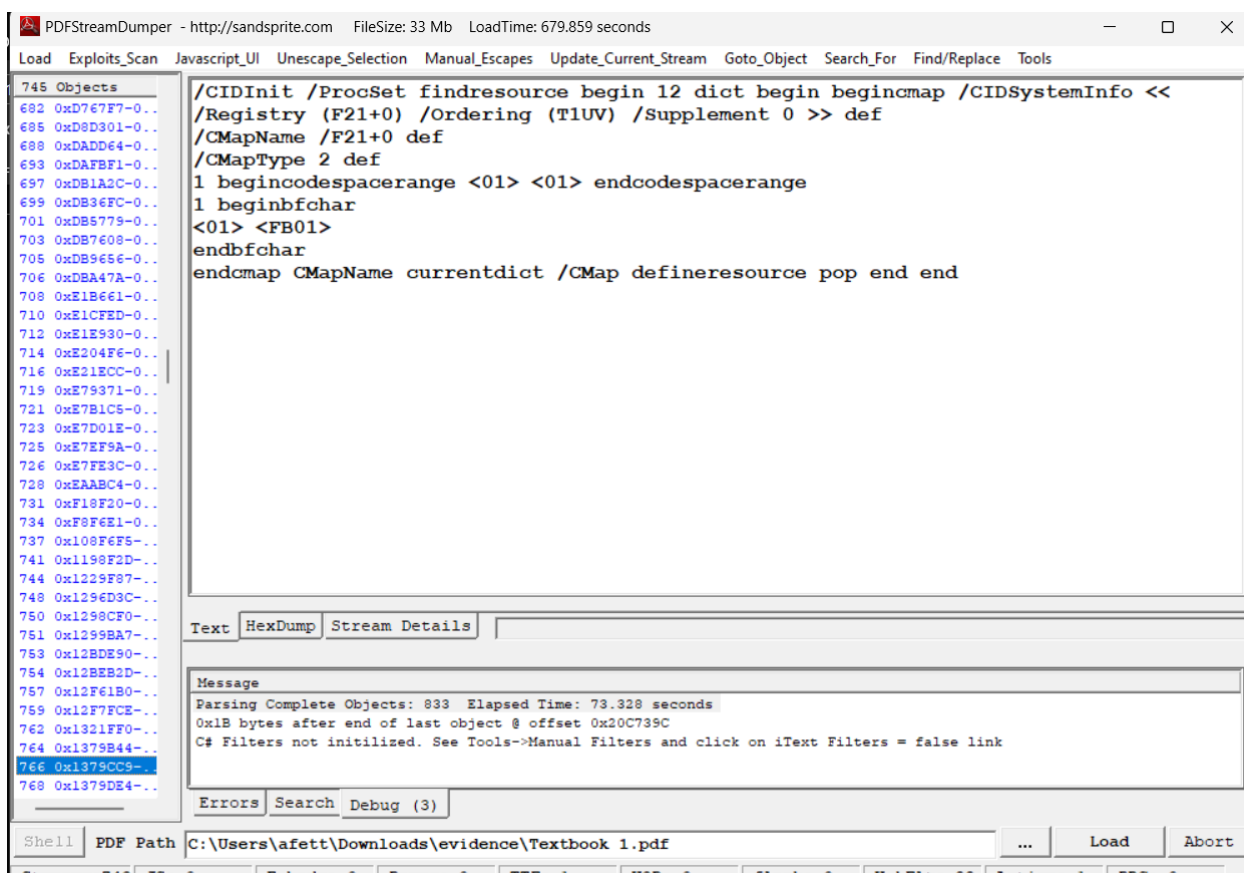 PDFStreamDumper - http://sandsprite.com FileSize: 33 Mb LoadTime: 679.859 seconds
Load Exploits_Scan Javascript_UI Unescape_Selection Manual_Escapes Update_Current_Stream Goto_Object Search_For Find/Replace Tools
745 Objects
682 0xD767F7-0..
685 0xD8D301-0..
688 0xDADD64-0..
693 0xDAFBF1-0..
697 0xDB1A2C-0..
699 0xDB36FC-0..
701 0xDB5779-0..
703 0xDB7608-0..
705 0xDB9656-0..
706 0xDBA47A-0..
708 0xE1B661-0..
710 0xE1CFED-0..
712 0xE1E930-0..
714 0xE204F6-0..
716 0xE21ECC-0..
719 0xE79371-0..
721 0xE7B1C5-0..
723 0xE7D01E-0..
725 0xE7EF9A-0..
726 0xE7FE3C-0..
728 0xEAABC4-0..
731 0xF18F20-0..
734 0xF8F6E1-0..
737 0x108F6F5-..
741 0x1198F2D-..
744 0x1229F87-..
748 0x1296D3C-..
750 0x1298CF0-..
751 0x1299BA7-..
753 0x12BDE90-..
754 0x12BEB2D-..
757 0x12F61B0-..
759 0x12F7FCE-..
762 0x1321FF0-..
764 0x1379B44-..
766 0x1379CC9-..
768 0x1379DE4-..
/CIDInit /ProcSet findresource begin 12 dict begin begincmap /CIDSystemInfo <<
/Registry (F21+0) /Ordering (T1UV) /Supplement 0 >> def
/CMapName /F21+0 def
/CMapType 2 def
1 begincodespacerange <01> <01> endcodespacerange
1 beginbfchar
<01> <FB01>
endbfchar
endcmap CMapName currentdict /CMap defineresource pop end end
Text HexDump Stream Details
Message
Parsing Complete Objects: 833 Elapsed Time: 73.328 seconds
0x1B bytes after end of last object @ offset 0x20C739C
C# Filters not initilized. See Tools->Manual Filters and click on iText Filters = false link
Errors Search Debug (3)
Shell PDF Path C:\Users\afett\Downloads\evidence\Textbook 1.pdf ... Load Abort